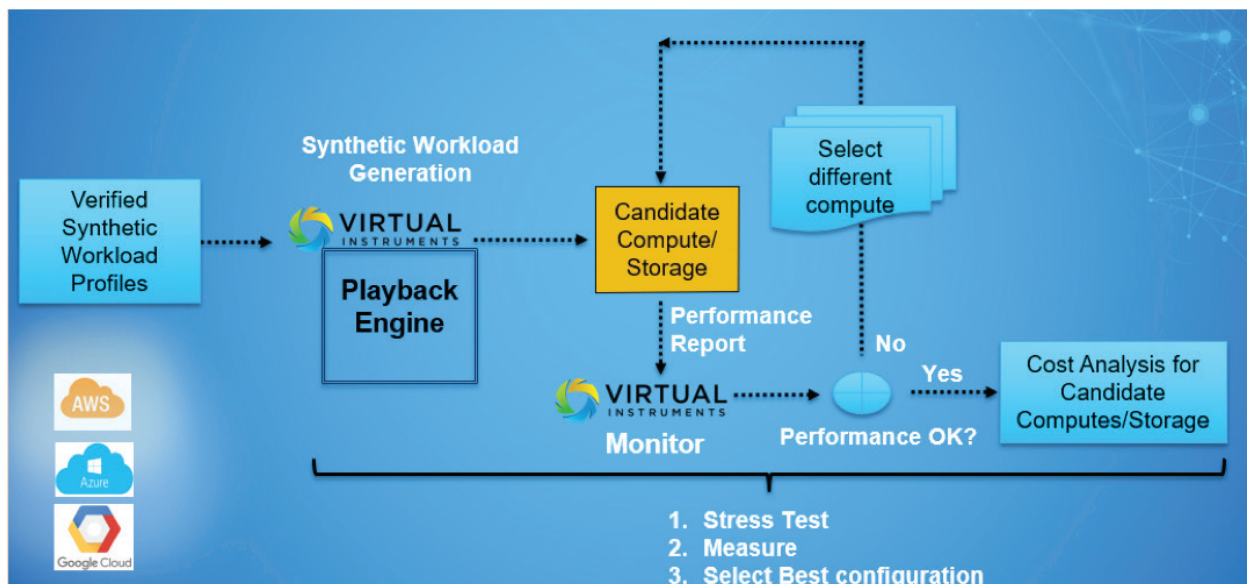 Synthetic Workload
Generation
Verified
Synthetic
Workload
Profiles
VIRTUAL
INSTRUMENTS
Playback
Engine
Candidate
Compute/
Storage
Select
different
compute
Performance
Report
VIRTUAL
INSTRUMENTS
Monitor
No
Yes
Performance OK?
Cost Analysis for
Candidate
Computes/Storage
AWS
Azure
Google Cloud
1. Stress Test
2. Measure
3. Select Best configuration